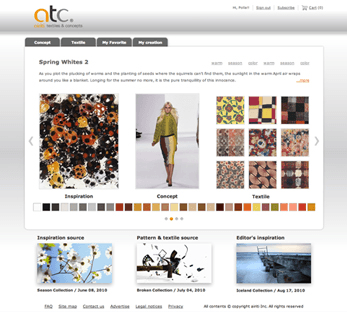 atc.
textiles & concepts
Hi, Robyn | Sign out | Subscribe | Cart (0)
Concept Textile My Favorite My creation
Spring Whites 2
As you plot the plucking of worms and the planting of seeds where the squirrels can't find them, the sunlight in the warm April air wraps
around you like a blanket. Longing for the summer no more, it is the pure tranquillity of this innocence.
...more
Inspiration Concept Textile
Inspiration source Pattern & textile source Editor's inspiration
Season Collection / June 08, 2010 Broken Collection / July 04, 2010 Iceland Collection / Aug 17, 2010
FAQ Site map Contact us Advertise Legal notices Privacy All contents © copyright Inc. All rights reserved